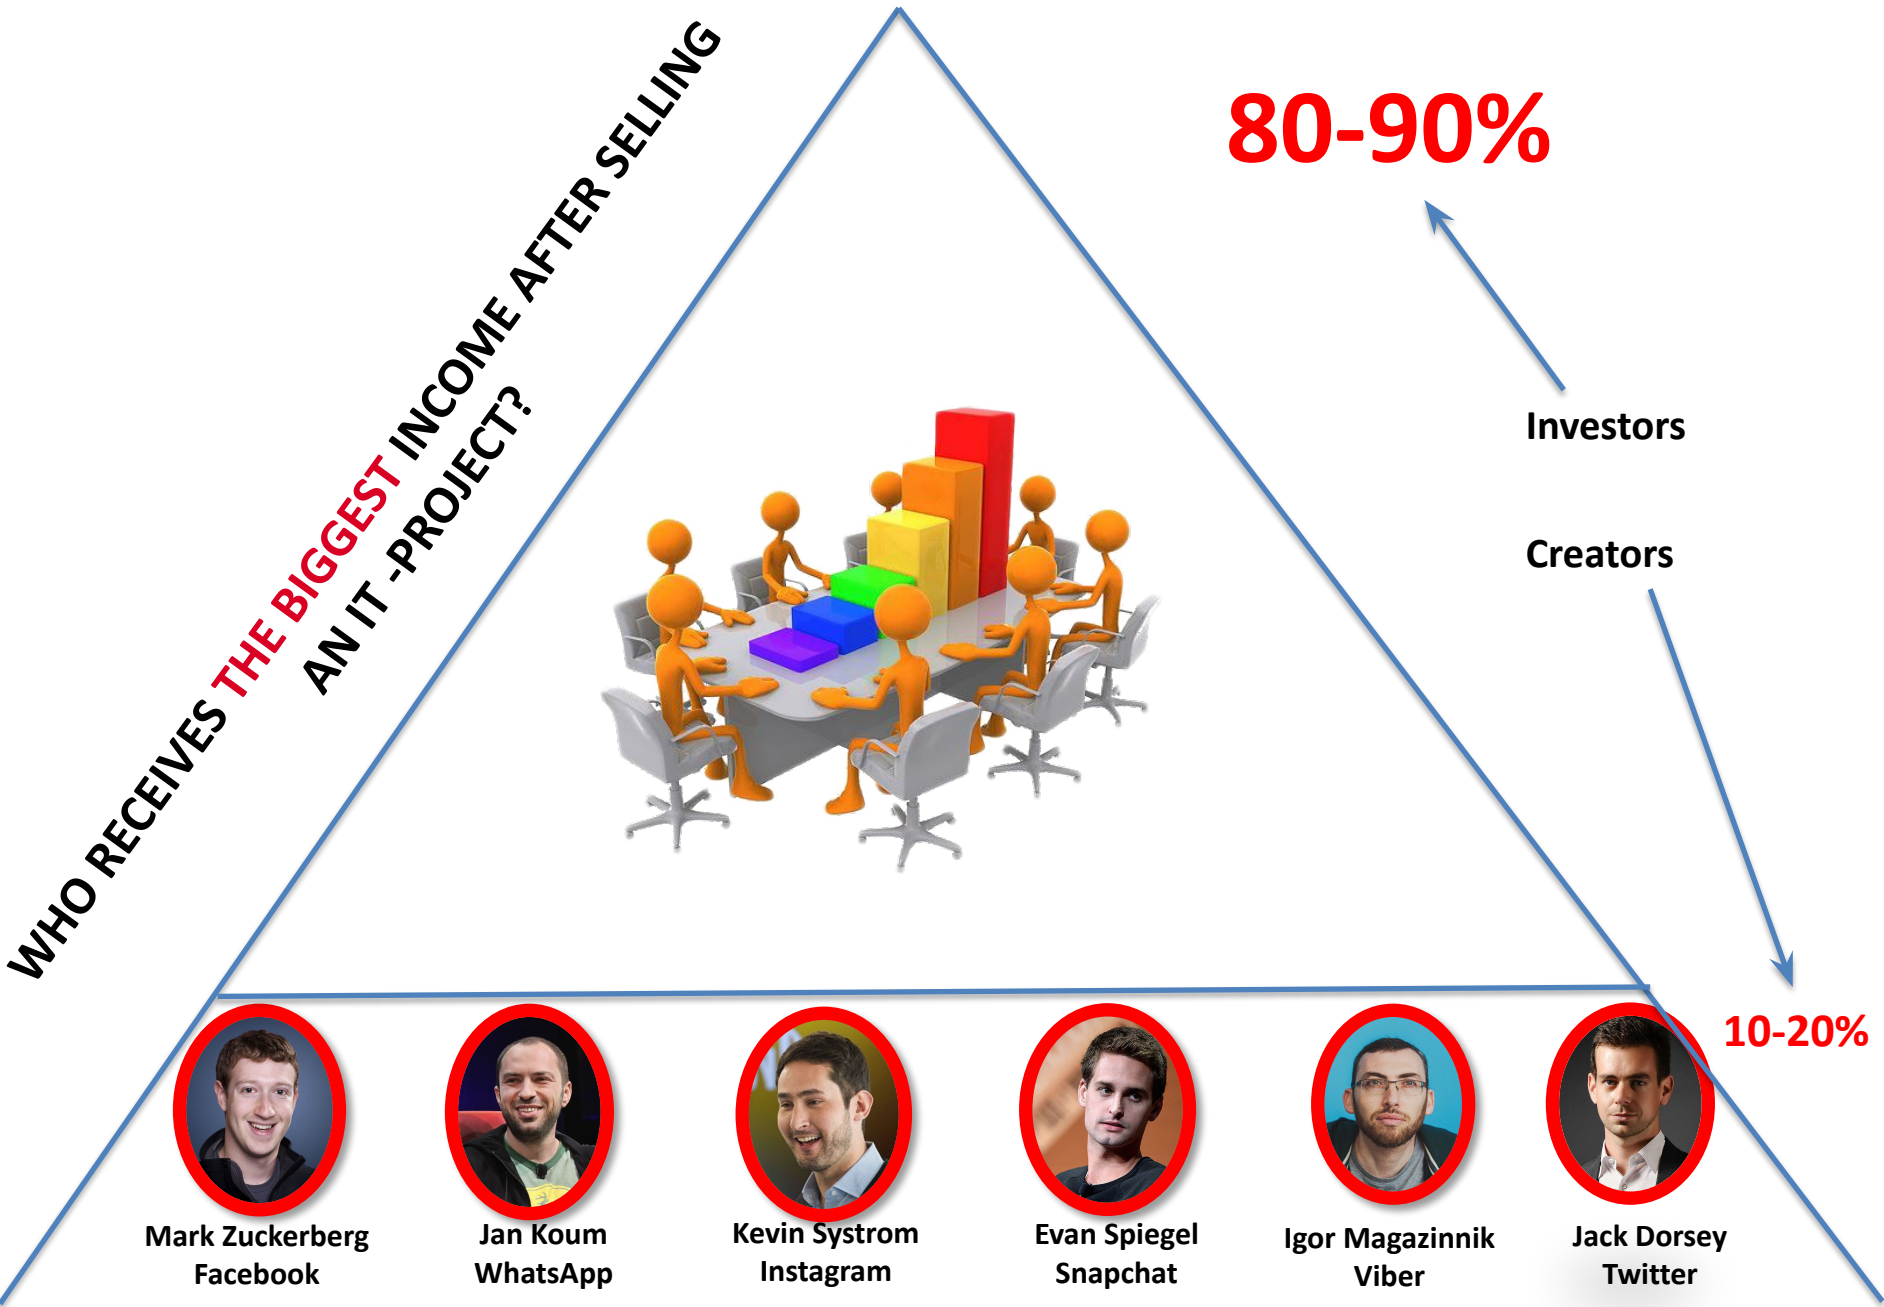 WHO RECEIVES THE BIGGEST INCOME AFTER SELLING
AN IT -PROJECT?
80-90%
Investors
Creators
10-20%
Mark Zuckerberg
Facebook
Jan Koum
WhatsApp
Kevin Systrom
Instagram
Evan Spiegel
Snapchat
Igor Magazinnik
Viber
Jack Dorsey
Twitter